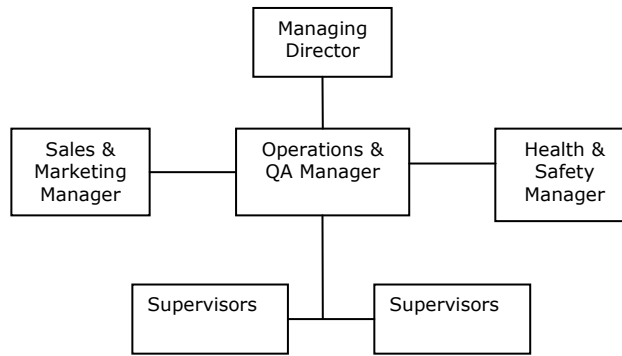 Managing
Director
Sales &
Marketing
Manager
Operations &
QA Manager
Health &
Safety
Manager
Supervisors
Supervisors